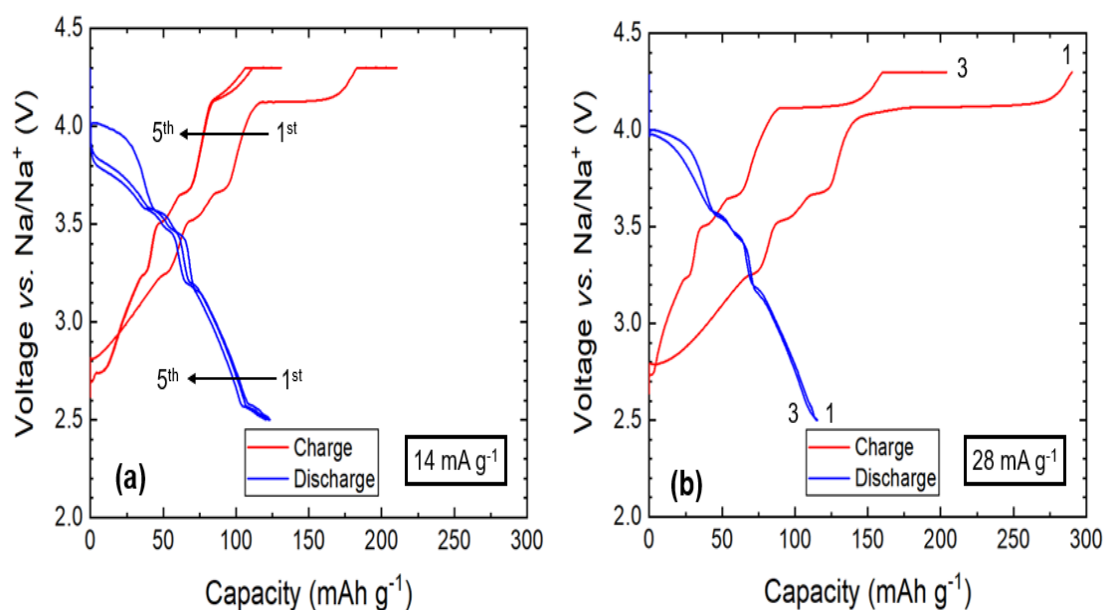 4.5
4.0
3.5
3.0
2.5
2.0
Voltage vs. Na/Na⁺ (V)
5ᵗʰ
1ˢᵗ
5ᵗʰ
1ˢᵗ
(a)
Charge
Discharge
14 mA g⁻¹
0
50
100
150
200
250
300
Capacity (mAh g⁻¹)
4.5
4.0
3.5
3.0
2.5
2.0
Voltage vs. Na/Na⁺ (V)
1
3
3 1
(b)
Charge
Discharge
28 mA g⁻¹
0
50
100
150
200
250
300
Capacity (mAh g⁻¹)